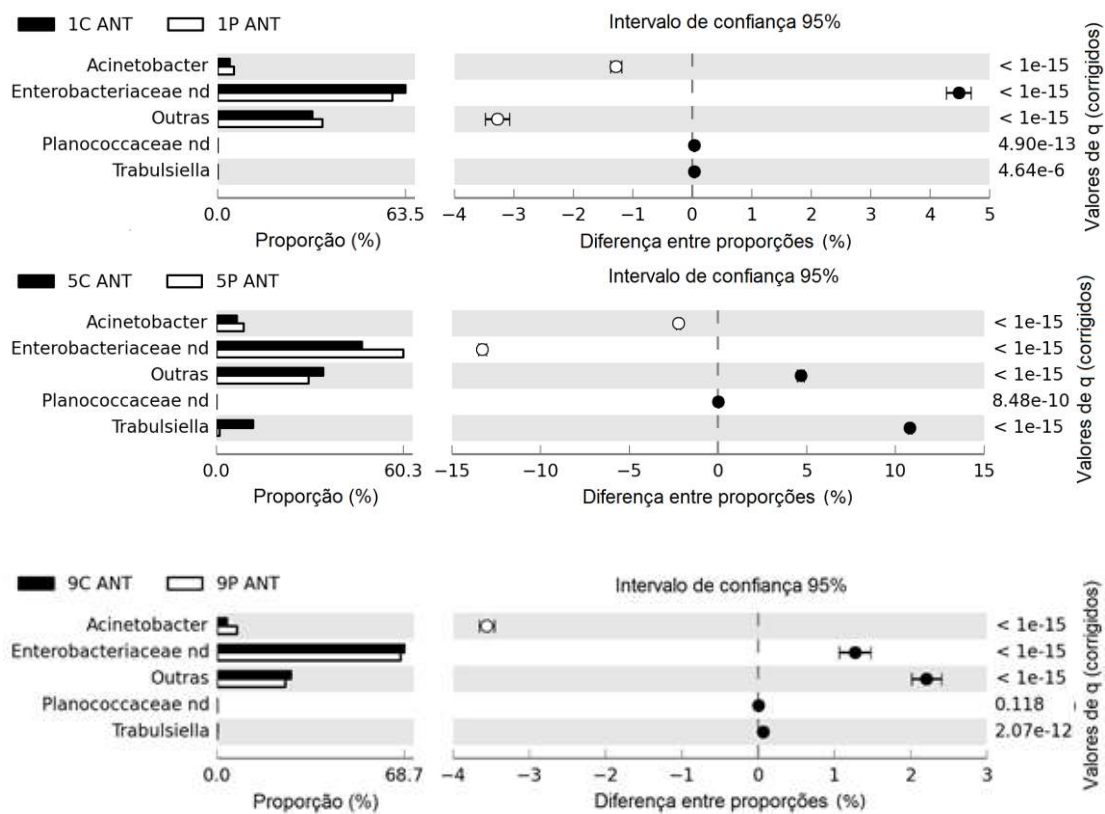 1C ANT 1P ANT Intervalo de confiança 95%
Acinetobacter < 1e-15
Enterobacteriaceae nd < 1e-15
Outras < 1e-15
Planococcaceae nd 4.90e-13
Trabulsiella 4.64e-6
0.0 63.5 −4 −3 −2 −1 0 1 2 3 4 5
Proporção (%) Diferença entre proporções (%)
Valores de q (corrigidos)
5C ANT 5P ANT Intervalo de confiança 95%
Acinetobacter < 1e-15
Enterobacteriaceae nd < 1e-15
Outras < 1e-15
Planococcaceae nd 8.48e-10
Trabulsiella < 1e-15
0.0 60.3 −15 −10 −5 0 5 10 15
Proporção (%) Diferença entre proporções (%)
Valores de q (corrigidos)
9C ANT 9P ANT Intervalo de confiança 95%
Acinetobacter < 1e-15
Enterobacteriaceae nd < 1e-15
Outras < 1e-15
Planococcaceae nd 0.118
Trabulsiella 2.07e-12
0.0 68.7 −4 −3 −2 −1 0 1 2 3
Proporção (%) Diferença entre proporções (%)
Valores de q (corrigidos)